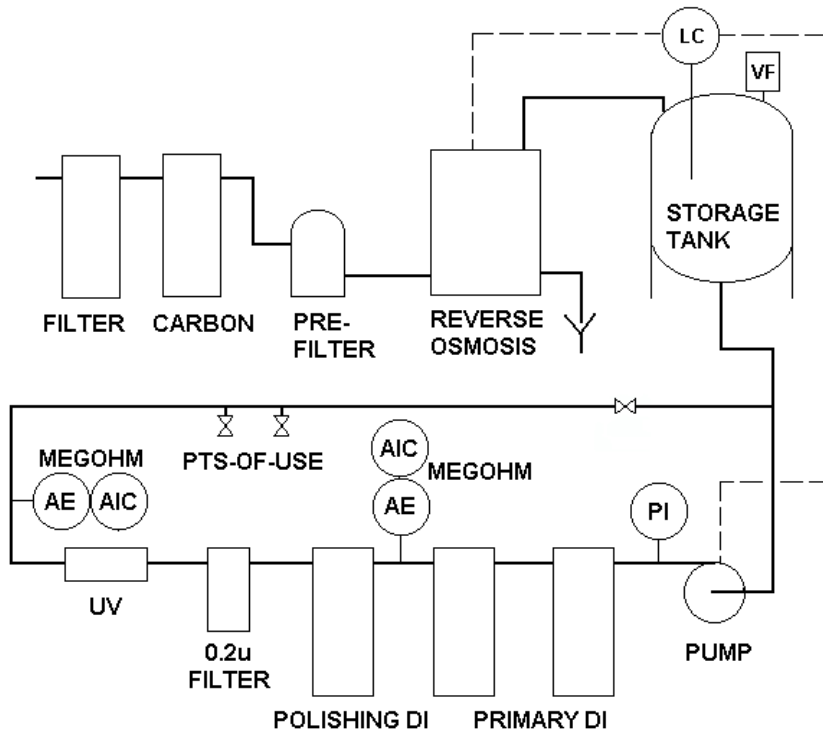 LC
VF
STORAGE
TANK
FILTER
CARBON
PRE-
FILTER
REVERSE
OSMOSIS
MEGOHM
AE
AIC
PTS-OF-USE
AIC
MEGOHM
AE
PI
UV
0.2u
FILTER
PUMP
POLISHING DI
PRIMARY DI